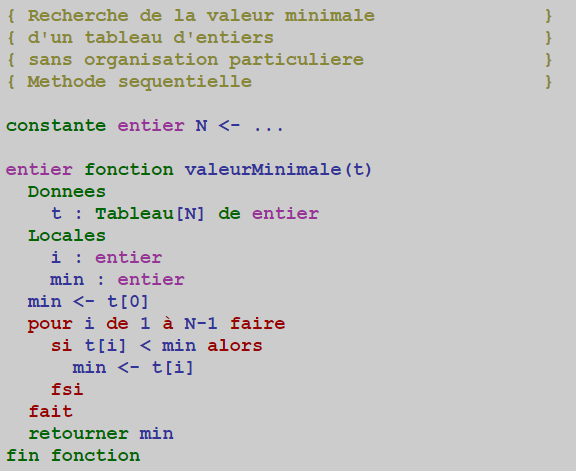 { Recherche de la valeur minimale }
{ d'un tableau d'entiers }
{ sans organisation particuliere }
{ Methode sequentielle }
constante entier N <- ...
entier fonction valeurMinimale(t)
Donnees
t : Tableau[N] de entier
Locales
i : entier
min : entier
min <- t[0]
pour i de 1 à N-1 faire
si t[i] < min alors
min <- t[i]
fsi
fait
retourner min
fin fonction